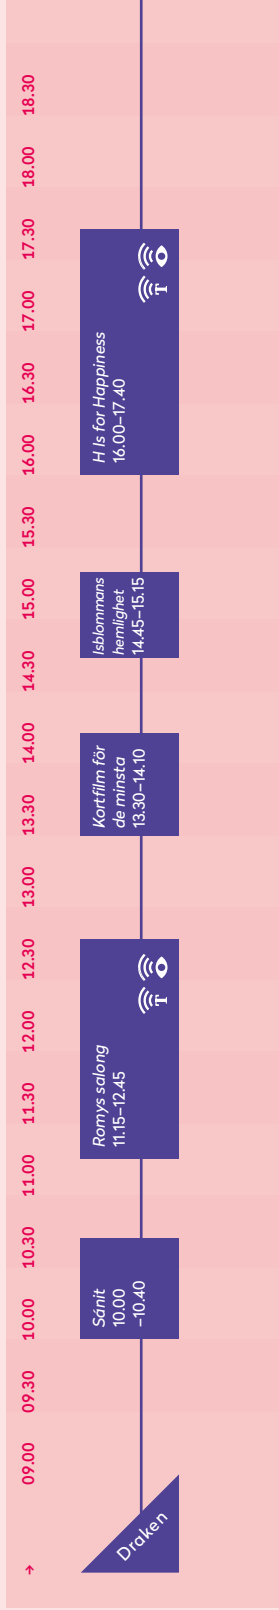 →
09.00
09.30
10.00
10.30
11.00
11.30
12.00
12.30
13.00
13.30
14.00
14.30
15.00
15.30
16.00
16.30
17.00
17.30
18.00
18.30
Draken
Sánit
10.00
–10.40
Romys salong
11.15–12.45
T
Kortfilm för
de minsta
13.30–14.10
Isblommans
hemlighet
14.45–15.15
H Is for Happiness
16.00–17.40
T